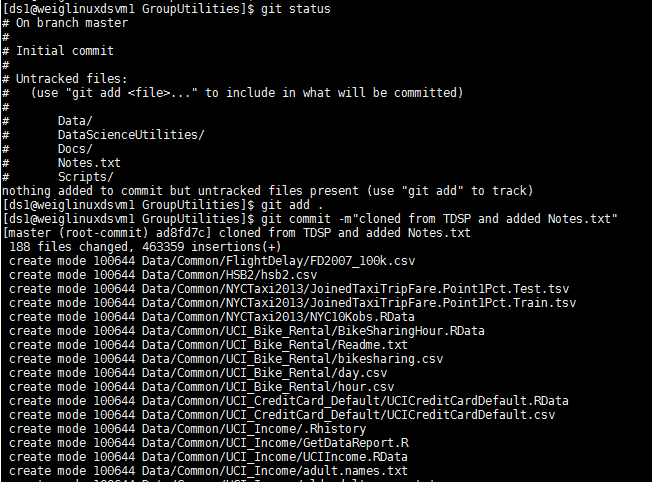 [ds1@weiglinuxdsvm1 GroupUtilities]$ git status
# On branch master
#
# Initial commit
#
# Untracked files:
#   (use "git add <file>..." to include in what will be committed)
#
#       Data/
#       DataScienceUtilities/
#       Docs/
#       Notes.txt
#       Scripts/
nothing added to commit but untracked files present (use "git add" to track)
[ds1@weiglinuxdsvm1 GroupUtilities]$ git add .
[ds1@weiglinuxdsvm1 GroupUtilities]$ git commit -m"cloned from TDSP and added Notes.txt"
[master (root-commit) ad8fd7c] cloned from TDSP and added Notes.txt
 188 files changed, 463359 insertions(+)
 create mode 100644 Data/Common/FlightDelay/FD2007_100k.csv
 create mode 100644 Data/Common/HSB2/hsb2.csv
 create mode 100644 Data/Common/NYCTaxi2013/JoinedTaxiTripFare.Point1Pct.Test.tsv
 create mode 100644 Data/Common/NYCTaxi2013/JoinedTaxiTripFare.Point1Pct.Train.tsv
 create mode 100644 Data/Common/NYCTaxi2013/NYC10Kobs.RData
 create mode 100644 Data/Common/UCI_Bike_Rental/BikeSharingHour.RData
 create mode 100644 Data/Common/UCI_Bike_Rental/Readme.txt
 create mode 100644 Data/Common/UCI_Bike_Rental/bikesharing.csv
 create mode 100644 Data/Common/UCI_Bike_Rental/day.csv
 create mode 100644 Data/Common/UCI_Bike_Rental/hour.csv
 create mode 100644 Data/Common/UCI_CreditCard_Default/UCICreditCardDefault.RData
 create mode 100644 Data/Common/UCI_CreditCard_Default/UCICreditCardDefault.csv
 create mode 100644 Data/Common/UCI_Income/.Rhistory
 create mode 100644 Data/Common/UCI_Income/GetDataReport.R
 create mode 100644 Data/Common/UCI_Income/UCIIncome.RData
 create mode 100644 Data/Common/UCI_Income/adult.names.txt